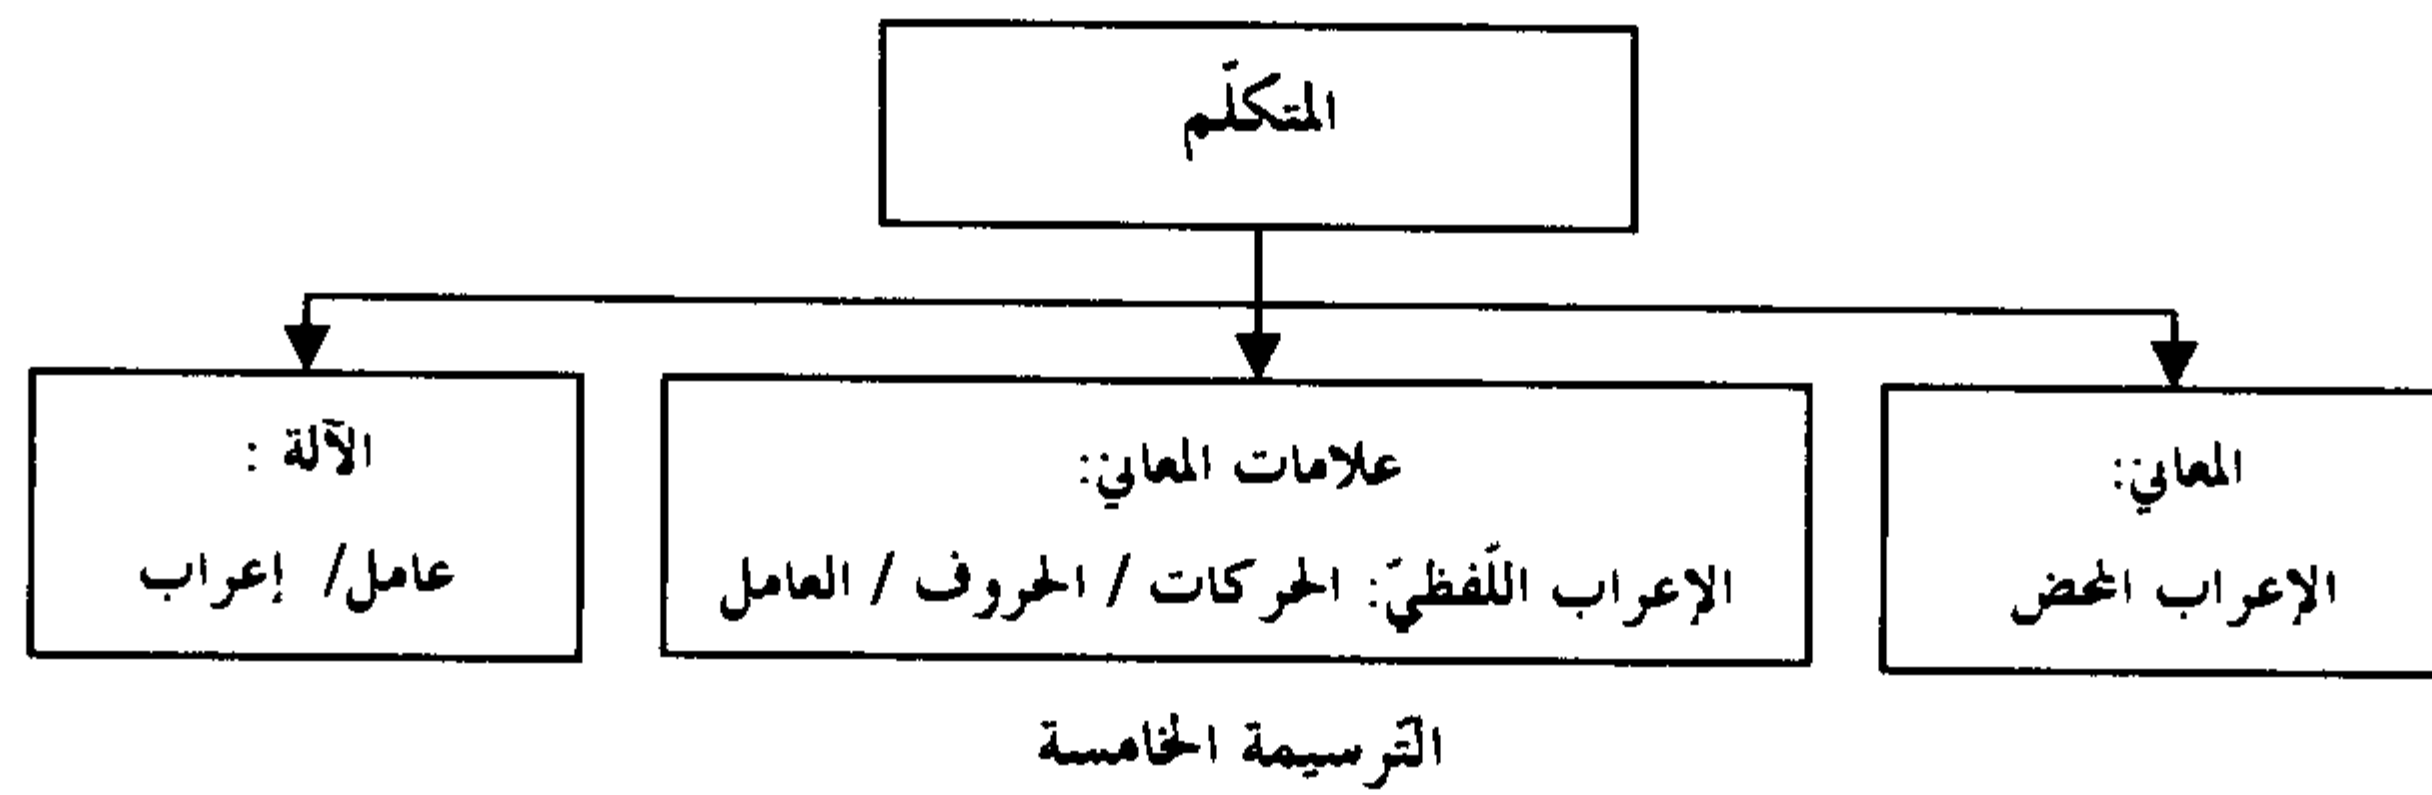 المتكلّم
المعاني:
الإعراب المحض
علامات المعاني:
الإعراب اللّفظيّ: الحركات / الحروف / العامل
الآلة :
عامل/ إعراب
التّرسيمة الخامسة